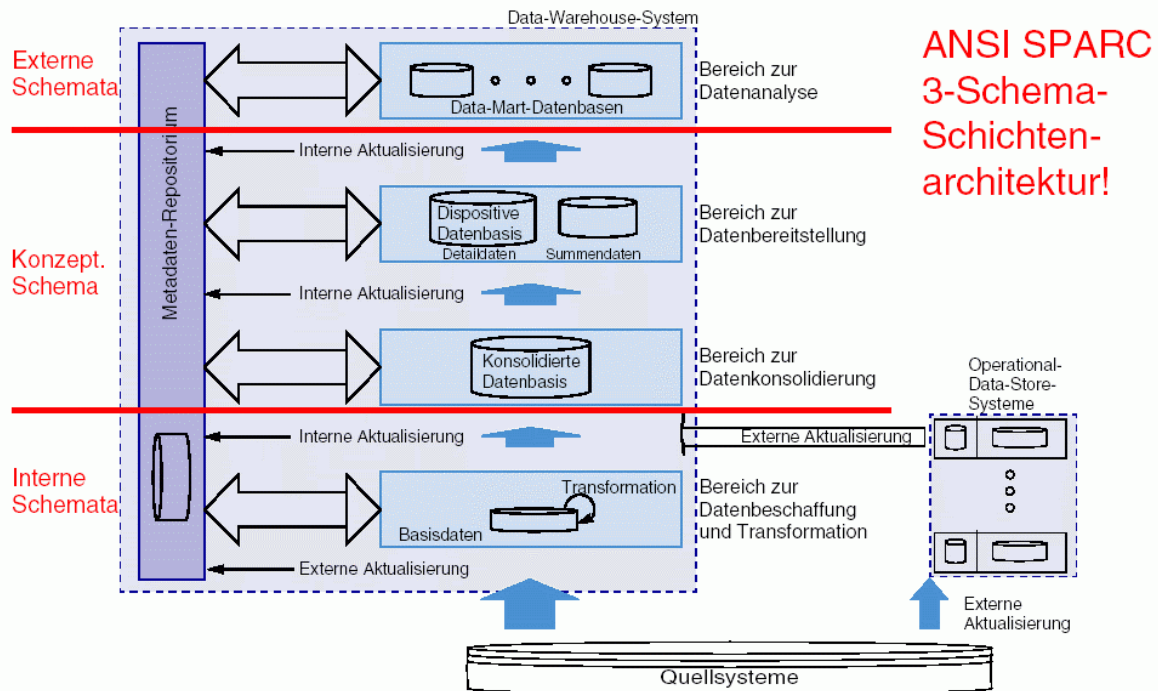 Data-Warehouse-System
ANSI SPARC
3-Schema-
Schichten-
architektur!
Externe
Schemata
Metadaten-Repositorium
Data-Mart-Datenbasen
Bereich zur
Datenanalyse
Interne Aktualisierung
Dispositive
Datenbasis
Detaildaten
Summendaten
Bereich zur
Datenbereitstellung
Konzept.
Schema
Interne Aktualisierung
Konsolidierte
Datenbasis
Bereich zur
Datenkonsolidierung
Operational-
Data-Store-
Systeme
Interne Aktualisierung
Externe Aktualisierung
Interne
Schemata
Transformation
Basisdaten
Bereich zur
Datenbeschaffung
und Transformation
Externe Aktualisierung
Externe
Aktualisierung
Quellsysteme